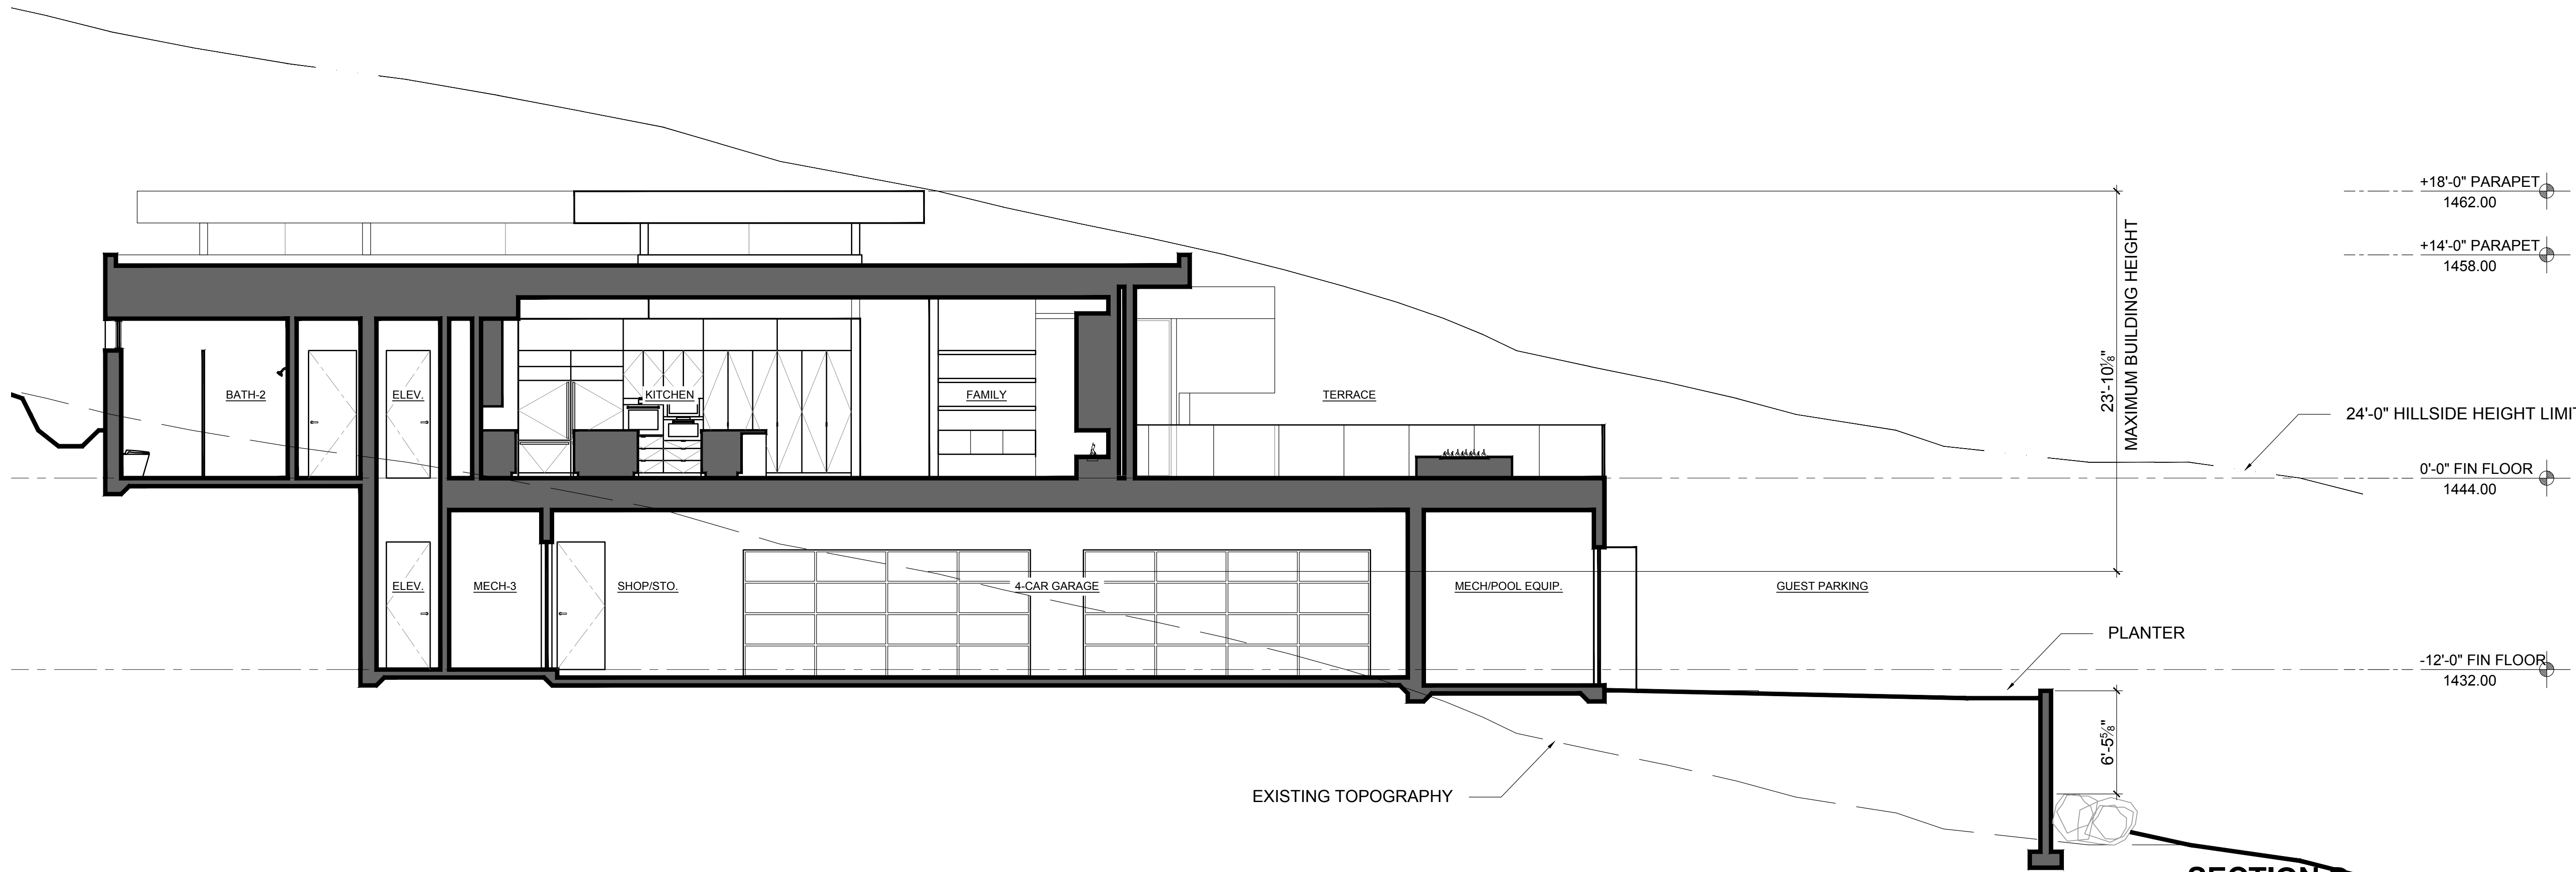 +18'-0" PARAPET
1462.00
+14'-0" PARAPET
1458.00
MAXIMUM BUILDING HEIGHT
23'-10⅛"
BATH-2
ELEV.
KITCHEN
FAMILY
TERRACE
24'-0" HILLSIDE HEIGHT LIMIT
0'-0" FIN FLOOR
1444.00
ELEV.
MECH-3
SHOP/STO.
4-CAR GARAGE
MECH/POOL EQUIP.
GUEST PARKING
PLANTER
-12'-0" FIN FLOOR
1432.00
6'-5⅝"
EXISTING TOPOGRAPHY
SECTION